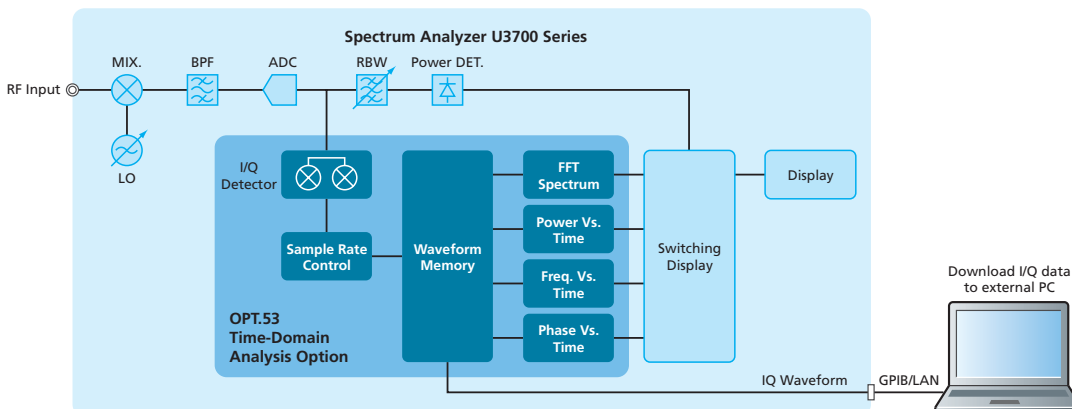 Spectrum Analyzer U3700 Series
MIX.
BPF
ADC
RBW
Power DET.
RF Input
LO
I/Q
Detector
FFT
Spectrum
Display
Power Vs.
Time
Sample Rate
Control
Waveform
Memory
Switching
Display
Freq. Vs.
Time
Download I/Q data
to external PC
OPT.53
Time-Domain
Analysis Option
Phase Vs.
Time
IQ Waveform
GPIB/LAN